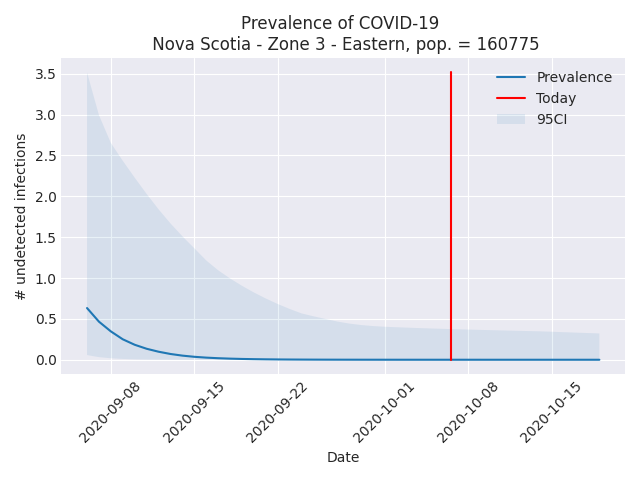 Prevalence of COVID-19
Nova Scotia - Zone 3 - Eastern, pop. = 160775
Prevalence
Today
95CI
3.5
3.0
2.5
2.0
1.5
1.0
0.5
0.0
# undetected infections
2020-09-08
2020-09-15
2020-09-22
2020-10-01
2020-10-08
2020-10-15
Date